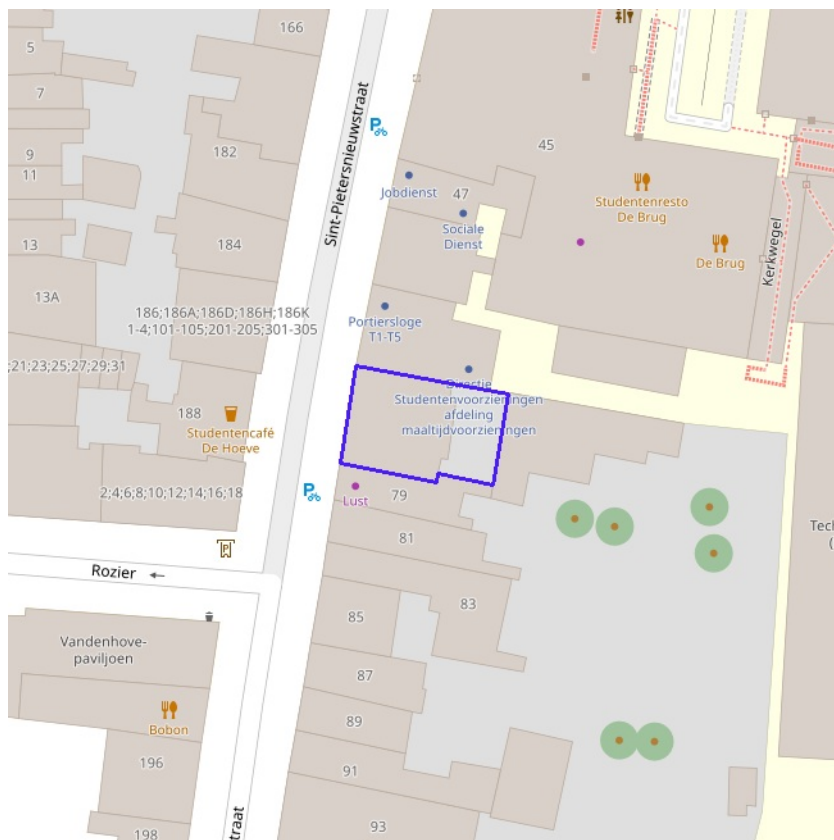 166
5
7
9
11
13
13A
182
184
Sint-Pietersnieuwstraat
45
47
Jobdienst
Sociale
Dienst
Studentenresto
De Brug
De Brug
Kerkwegel
186;186A;186D;186H;186K
1-4;101-105;201-205;301-305
Portiersloge
T1-T5
;21;23;25;27;29;31
188
Studentencafé
De Hoeve
Directie
Studentenvoorzieningen
afdeling
maaltijdvoorzieningen
2;4;6;8;10;12;14;16;18
Lust
79
81
Tech
(
P
P
P
Rozier
83
85
87
89
91
93
Vandenhove-
paviljoen
Bobon
196
198
straat